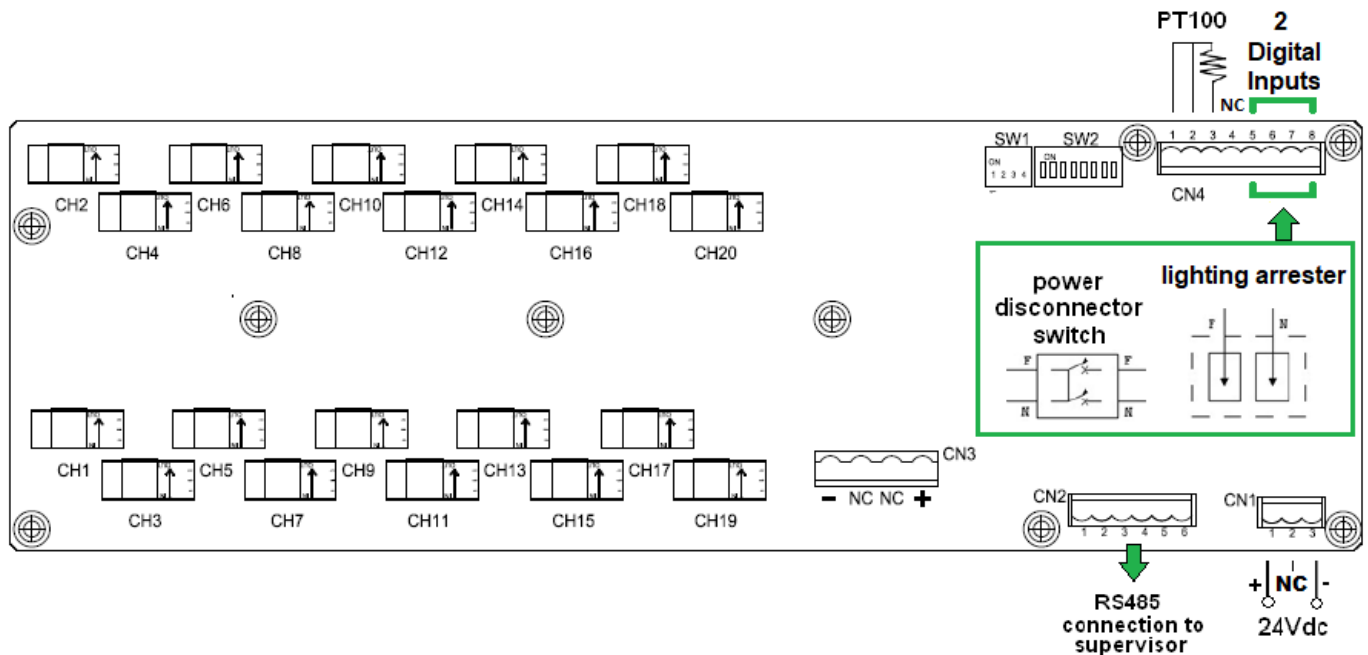 PT100
2
Digital
Inputs
NC
1 2 3 4 5 6 7 8
SW1
SW2
ON
1 2 3 4
ON
CN4
CH2
CH6
CH10
CH14
CH18
CH4
CH8
CH12
CH16
CH20
power
disconnector
switch
lighting arrester
F
F
N
N
F
N
CH1
CH5
CH9
CH13
CH17
CH3
CH7
CH11
CH15
CH19
CN3
- NC NC +
CN2
1 2 3 4 5 6
CN1
1 2 3
RS485
connection to
supervisor
+ NC -
24Vdc